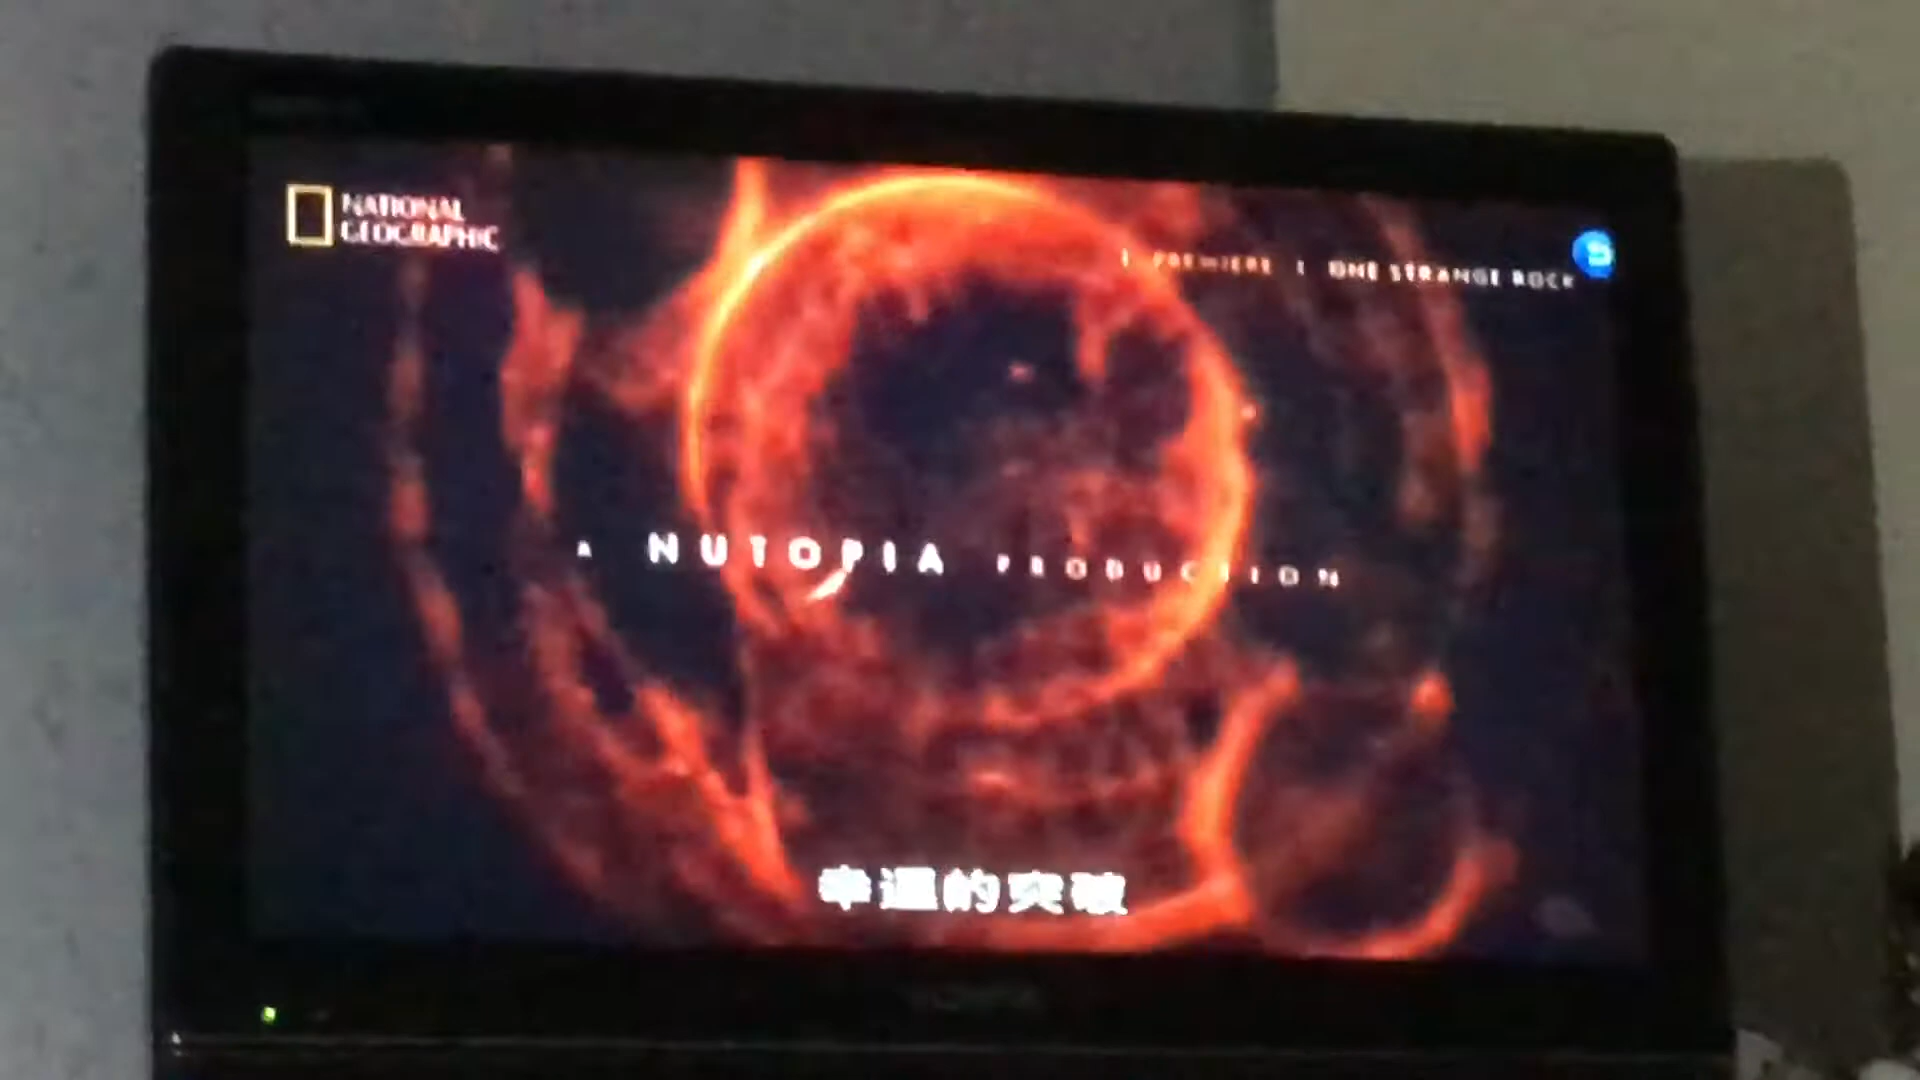 NATIONAL
GEOGRAPHIC
PREMIERE | ONE STRANGE ROCK
A NUTOPIA PRODUCTION
幸運的突破